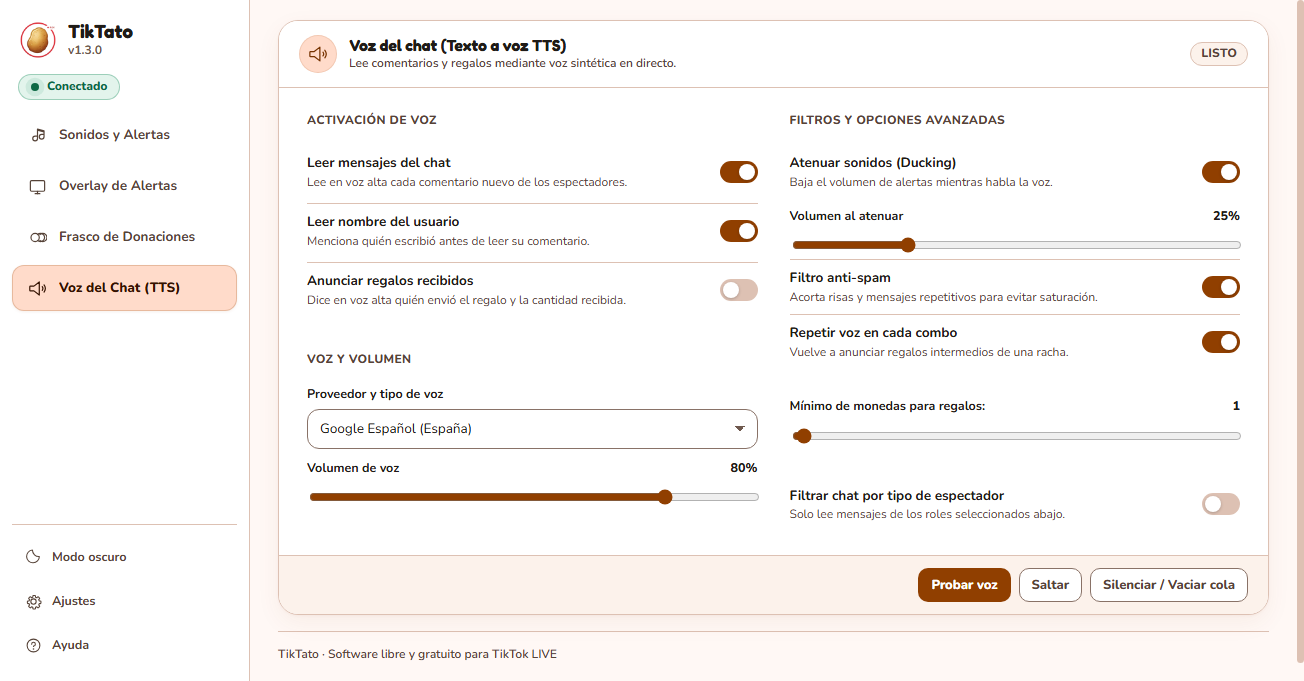 TikTato
v1.3.0
Conectado
Sonidos y Alertas
Overlay de Alertas
Frasco de Donaciones
Voz del Chat (TTS)
Modo oscuro
Ajustes
Ayuda
Voz del chat (Texto a voz TTS)
Lee comentarios y regalos mediante voz sintética en directo.
LISTO
ACTIVACIÓN DE VOZ
Leer mensajes del chat
Lee en voz alta cada comentario nuevo de los espectadores.
Leer nombre del usuario
Menciona quién escribió antes de leer su comentario.
Anunciar regalos recibidos
Dice en voz alta quién envió el regalo y la cantidad recibida.
VOZ Y VOLUMEN
Proveedor y tipo de voz
Google Español (España)
Volumen de voz 80%
FILTROS Y OPCIONES AVANZADAS
Atenuar sonidos (Ducking)
Baja el volumen de alertas mientras habla la voz.
Volumen al atenuar 25%
Filtro anti-spam
Acorta risas y mensajes repetitivos para evitar saturación.
Repetir voz en cada combo
Vuelve a anunciar regalos intermedios de una racha.
Mínimo de monedas para regalos: 1
Filtrar chat por tipo de espectador
Solo lee mensajes de los roles seleccionados abajo.
Probar voz Saltar Silenciar / Vaciar cola
TikTato · Software libre y gratuito para TikTok LIVE